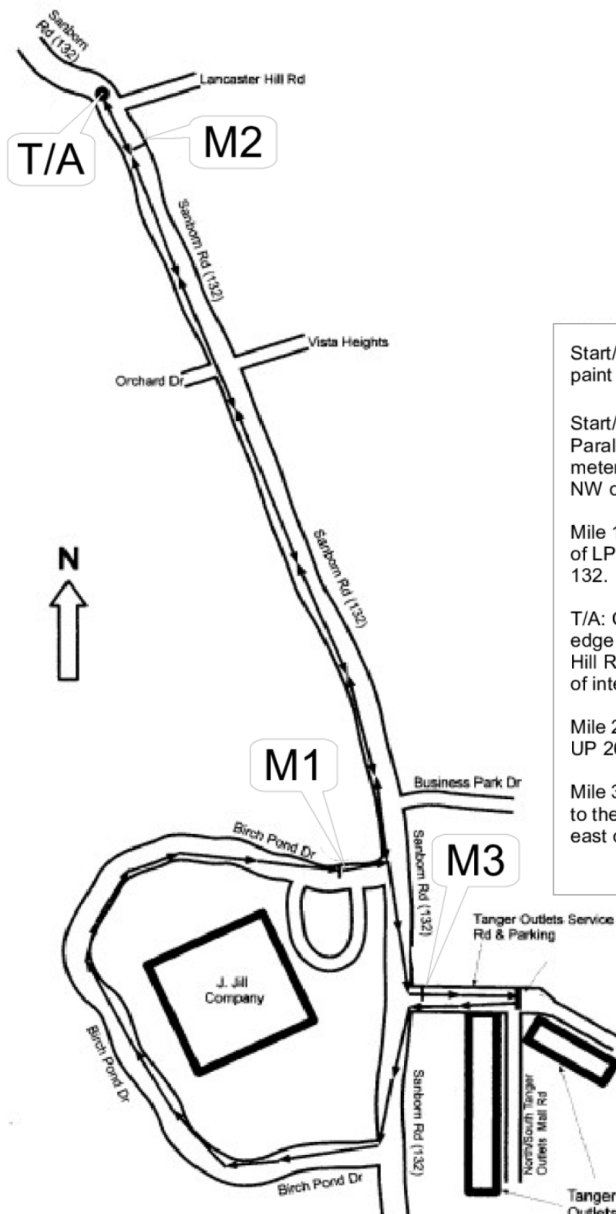 Sanborn
Rd (132)
Lancaster Hill Rd
T/A
M2
Sanborn Rd (132)
Vista Heights
Orchard Dr
Start/
paint
Start/
Paral
meter
NW o
Mile 1
of LP
132.
T/A: C
edge
Hill R
of inte
Mile 2
UP 20
Mile 3
to the
east o
N
Sanborn Rd (132)
M1
Business Park Dr
Birch Pond Dr
Sanborn Rd (132)
M3
Tanger Outlets Service
Rd & Parking
J. Jill
Company
Birch Pond Dr
Sanborn Rd (132)
North/South Tanger
Outlets Mall Rd
Birch Pond Dr
Tanger
Outlets